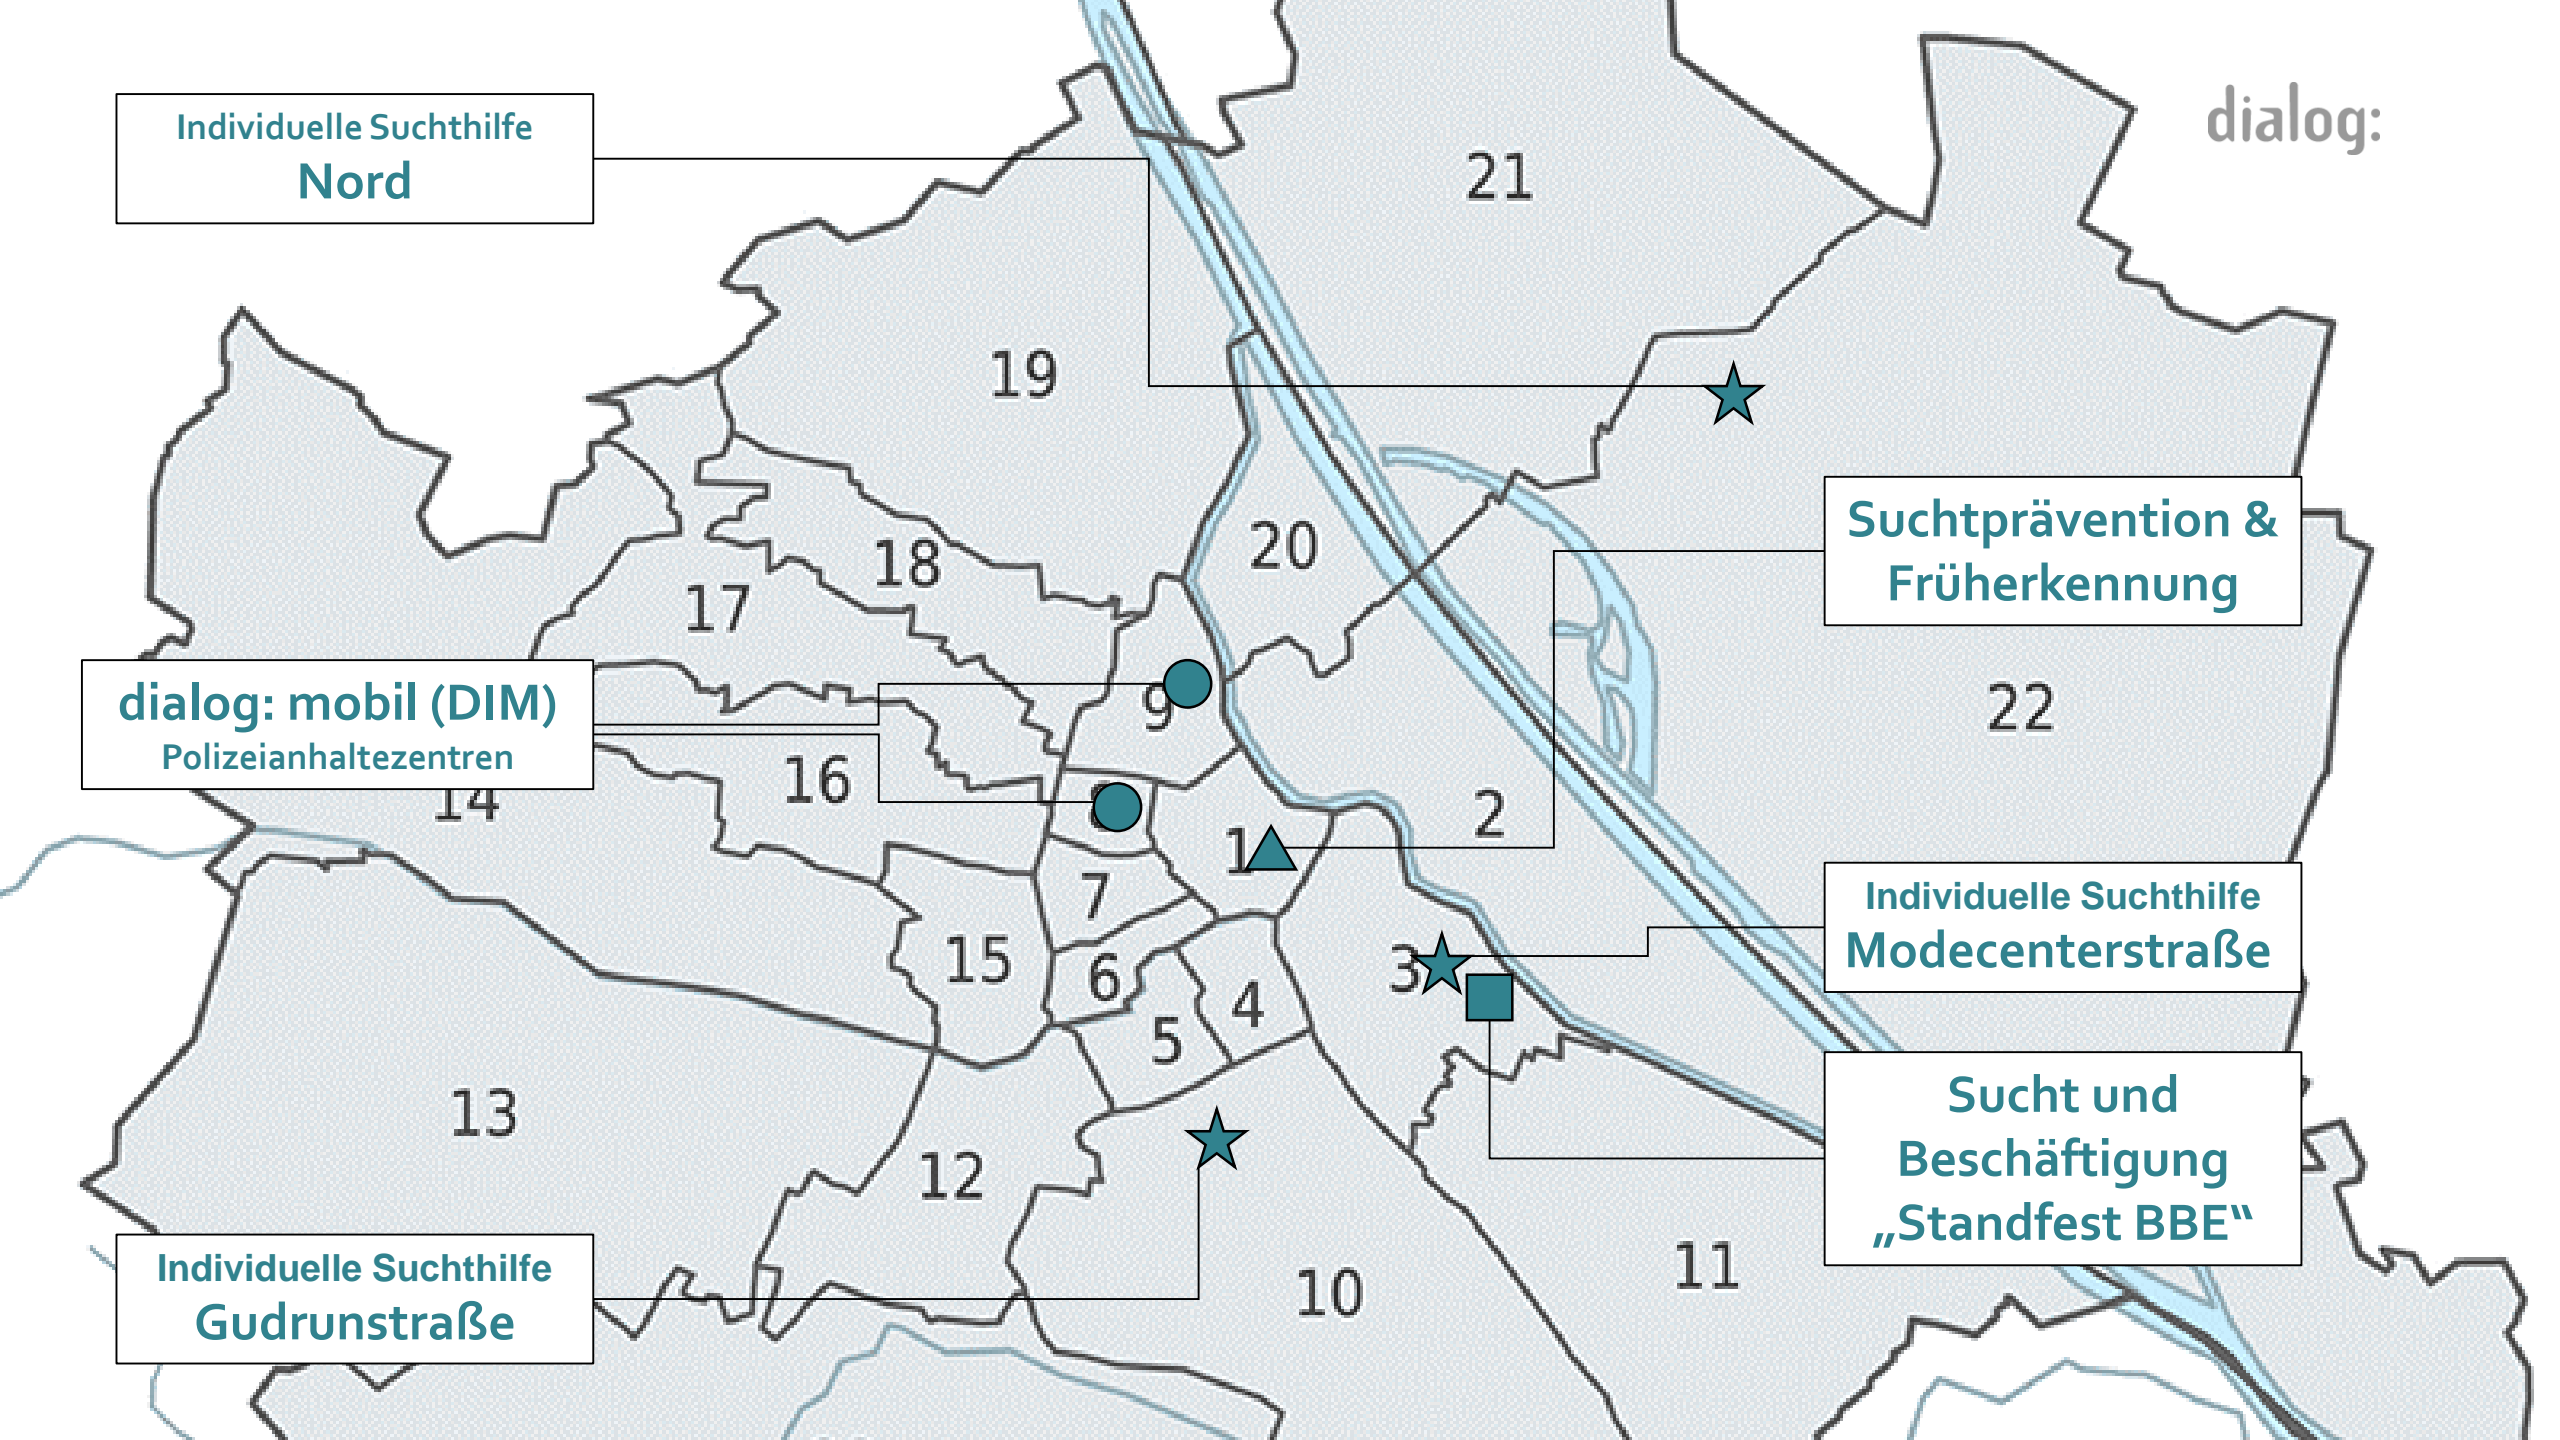 Individuelle Suchthilfe
Nord
dialog:
21
19
20
18
17
Suchtprävention &
Früherkennung
22
dialog: mobil (DIM)
Polizeianhaltezentren
9
16
14
2
1
7
15
6
3
4
5
Individuelle Suchthilfe
Modecenterstraße
13
12
Sucht und
Beschäftigung
„Standfest BBE“
Individuelle Suchthilfe
Gudrunstraße
10
11